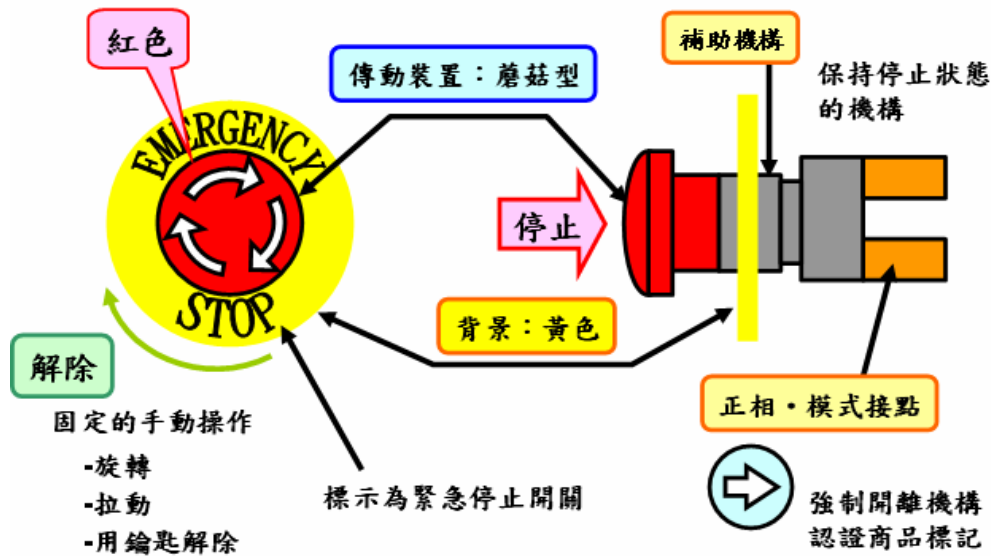 紅色
傳動裝置：蘑菇型
補助機構
保持停止狀態
的機構
EMERGENCY
STOP
停止
背景：黃色
解除
固定的手動操作
-旋轉
-拉動
-用鑰匙解除
標示為緊急停止開關
正相・模式接點
強制開離機構
認證商品標記